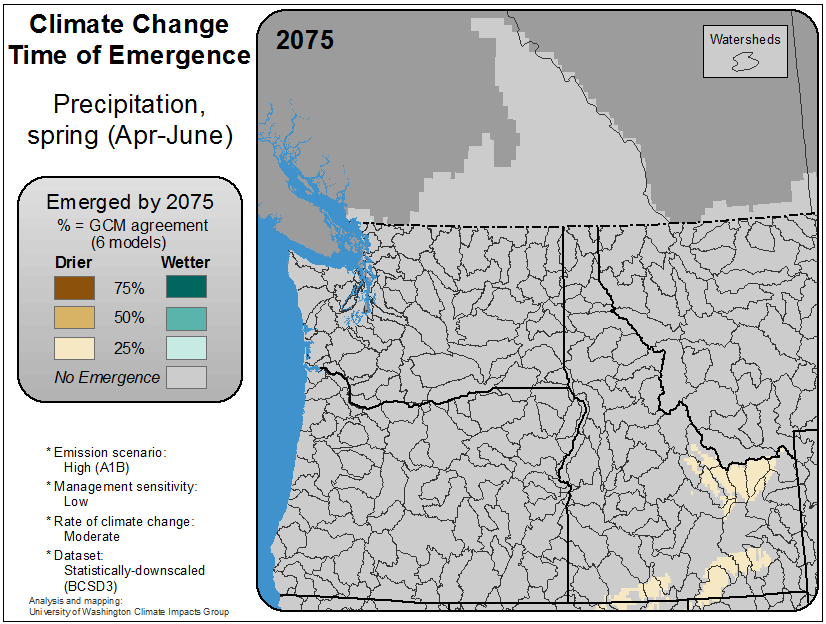 Climate Change
Time of Emergence
Precipitation,
spring (Apr-June)
Emerged by 2075
% = GCM agreement
(6 models)
Drier Wetter
75%
50%
25%
No Emergence
* Emission scenario:
High (A1B)
* Management sensitivity:
Low
* Rate of climate change:
Moderate
* Dataset:
Statistically-downscaled
(BCSD3)
Analysis and mapping:
University of Washington Climate Impacts Group
2075
Watersheds